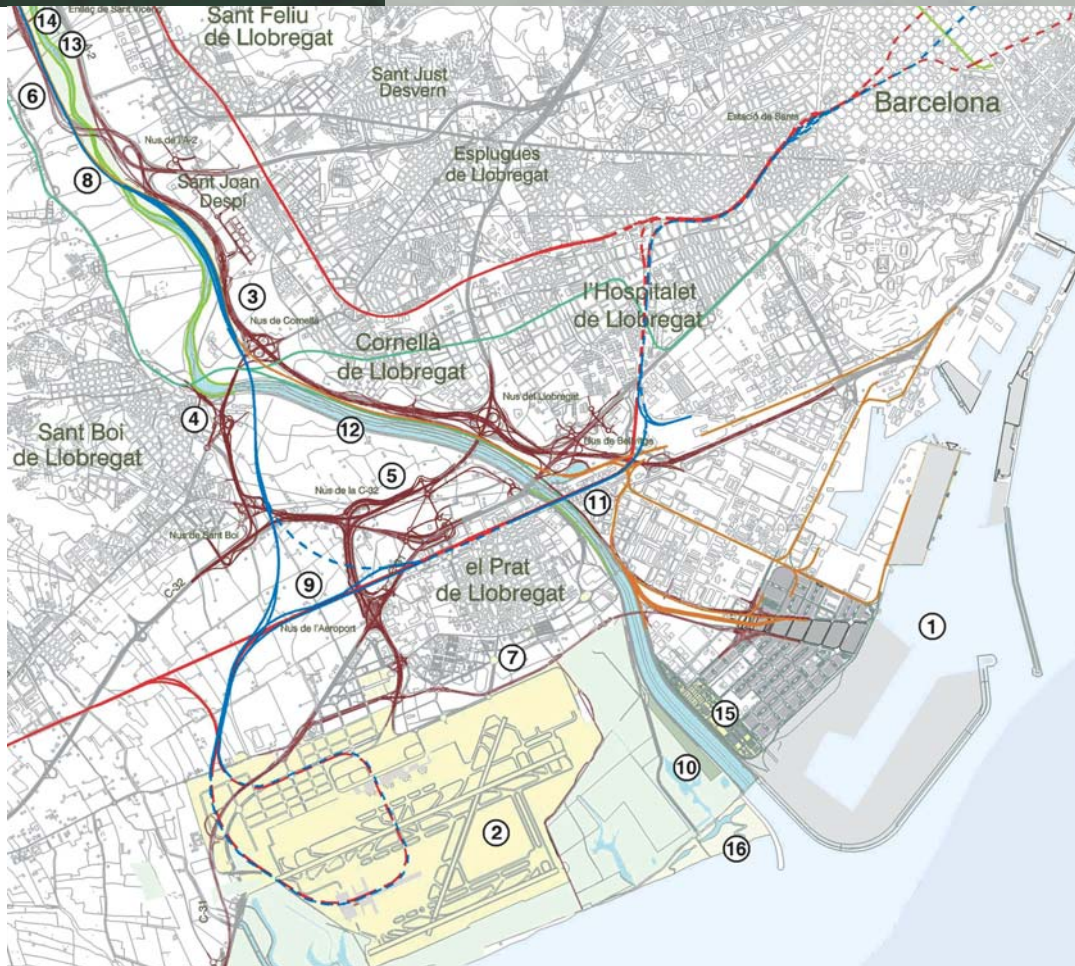 Enllaç de Sant Vicenç
14
13
A-2
Sant Feliu
de Llobregat
Sant Just
Desvern
Barcelona
6
Estació de Sants
Nus de l'A-2
Esplugues
de Llobregat
8
Sant Joan
Despí
3
l'Hospitalet
de Llobregat
Nus de Cornellà
Cornellà
de Llobregat
4
Nus del Llobregat
12
Sant Boi
de Llobregat
Nus de Bellvitge
5
Nus de la C-32
11
Nus de Sant Boi
el Prat
de Llobregat
C-32
9
1
Nus de l'Aeroport
7
15
10
2
16
C-31